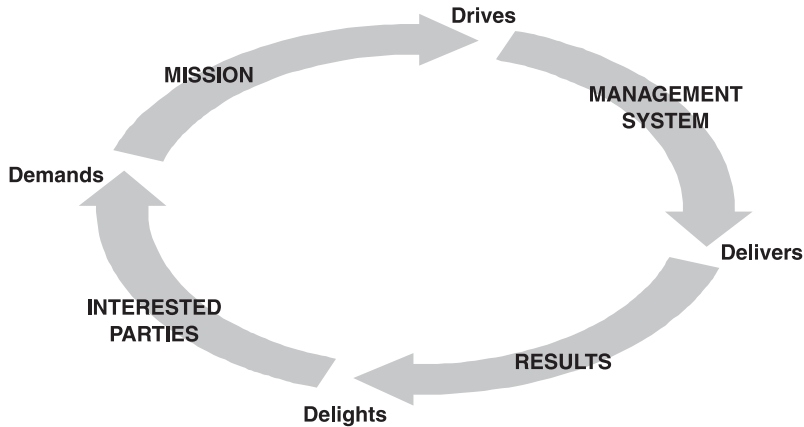 Drives
MISSION
MANAGEMENT
SYSTEM
Demands
Delivers
INTERESTED
PARTIES
RESULTS
Delights